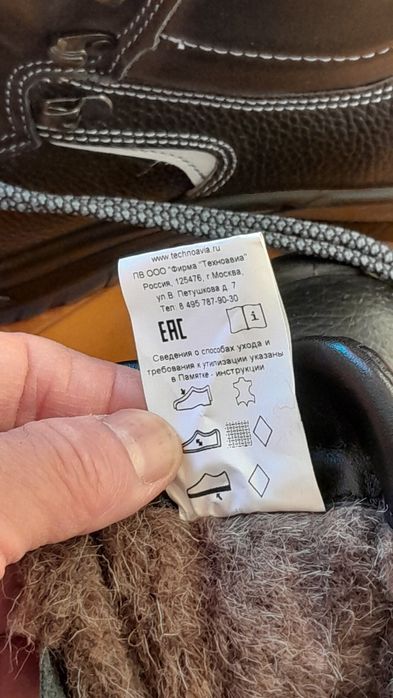 www.technoavia.ru
ПВ ООО "Фирма "Техноавиа"
Россия, 125476, г.Москва,
ул.В. Петушкова д. 7
Тел. 8 495 787-90-30
EAC
i
Сведения о способах ухода и
требования к утилизации указаны
в Памятке - инструкции